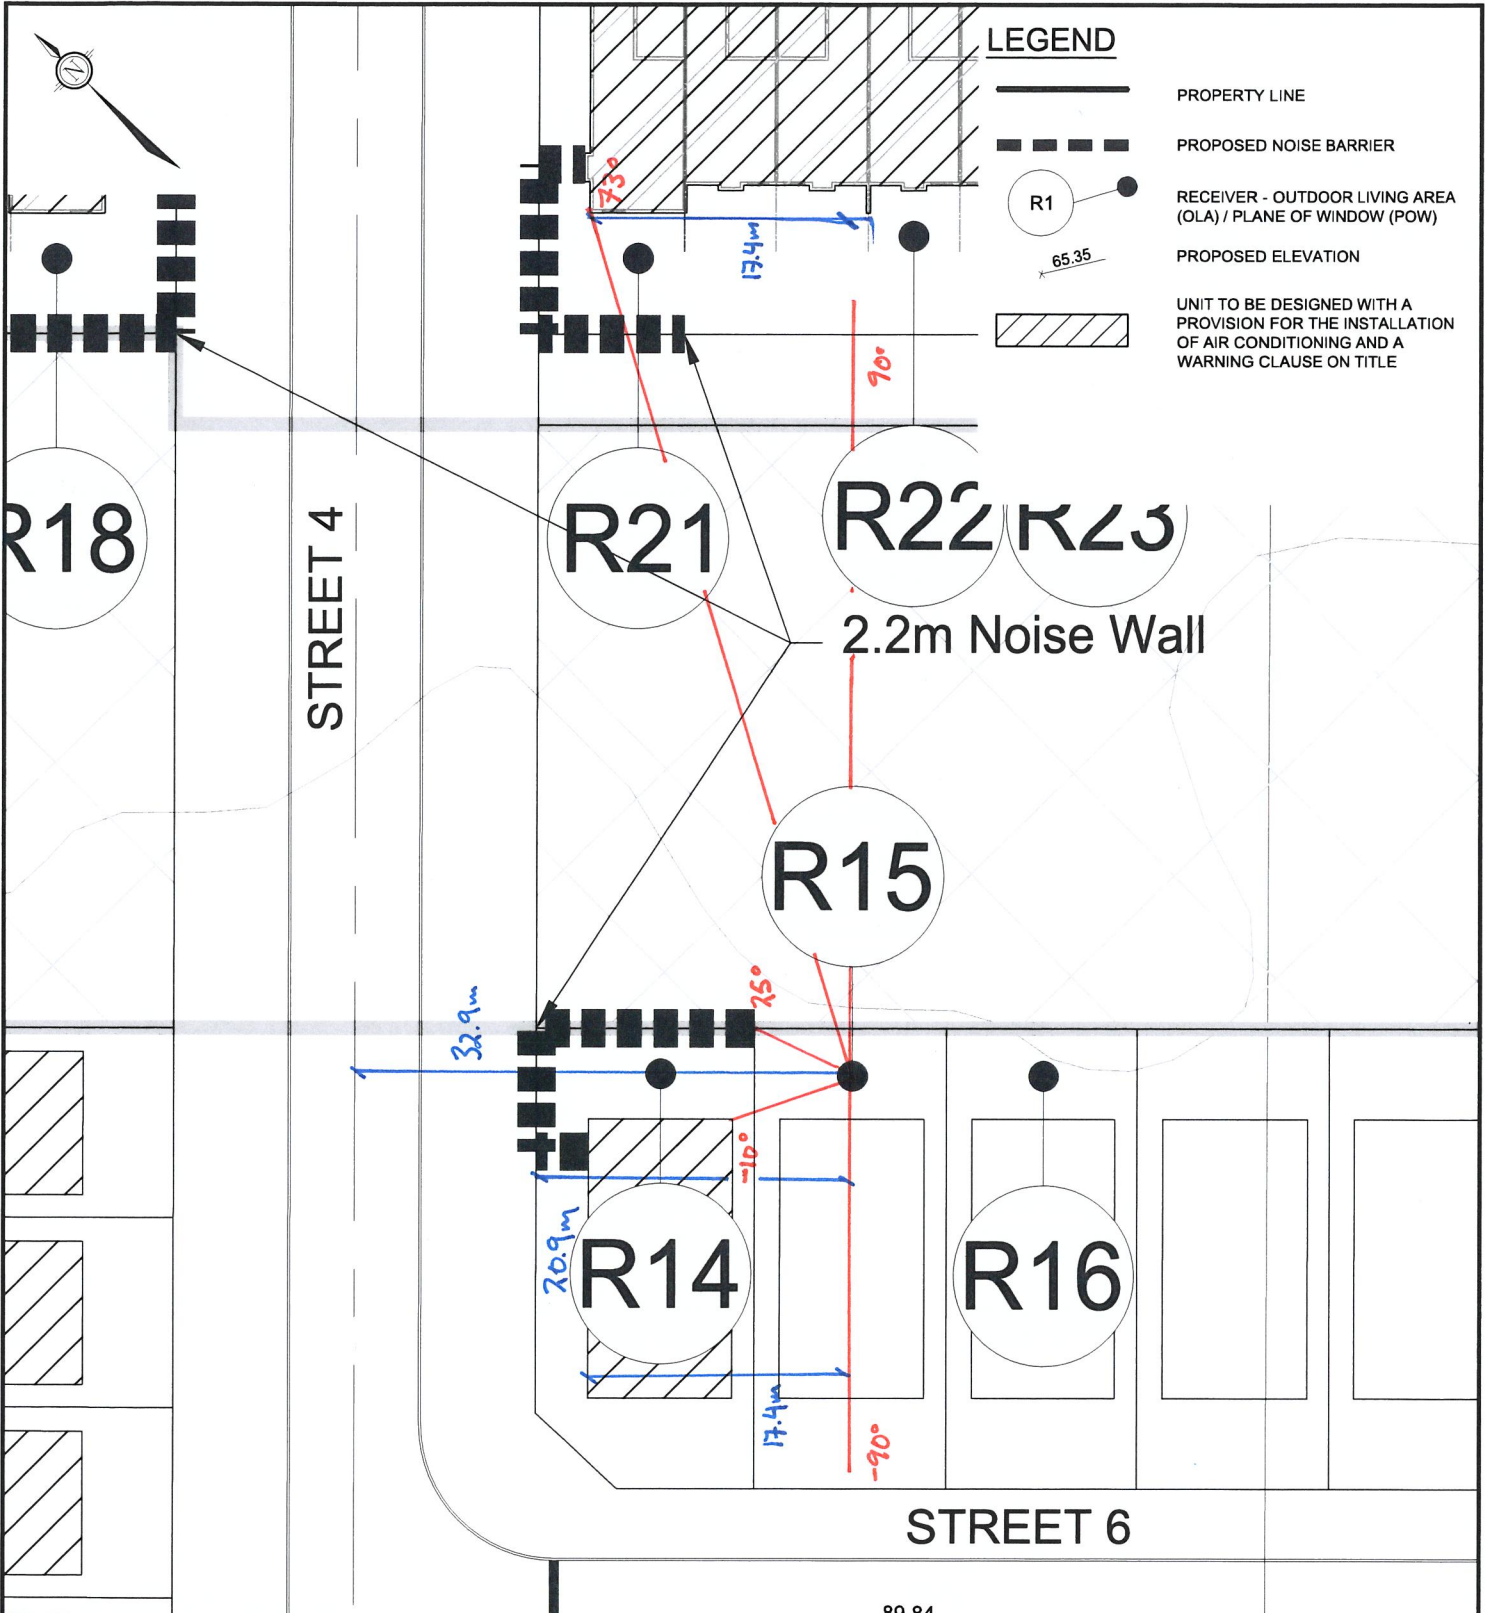 N
LEGEND
PROPERTY LINE
PROPOSED NOISE BARRIER
R1
RECEIVER - OUTDOOR LIVING AREA
(OLA) / PLANE OF WINDOW (POW)
65.35
PROPOSED ELEVATION
UNIT TO BE DESIGNED WITH A
PROVISION FOR THE INSTALLATION
OF AIR CONDITIONING AND A
WARNING CLAUSE ON TITLE
73°
17.4m
90°
R18
STREET 4
R21
R22
R23
2.2m Noise Wall
R15
25°
32.9m
-10°
20.9m
R14
R16
17.4m
-90°
STREET 6
89.84